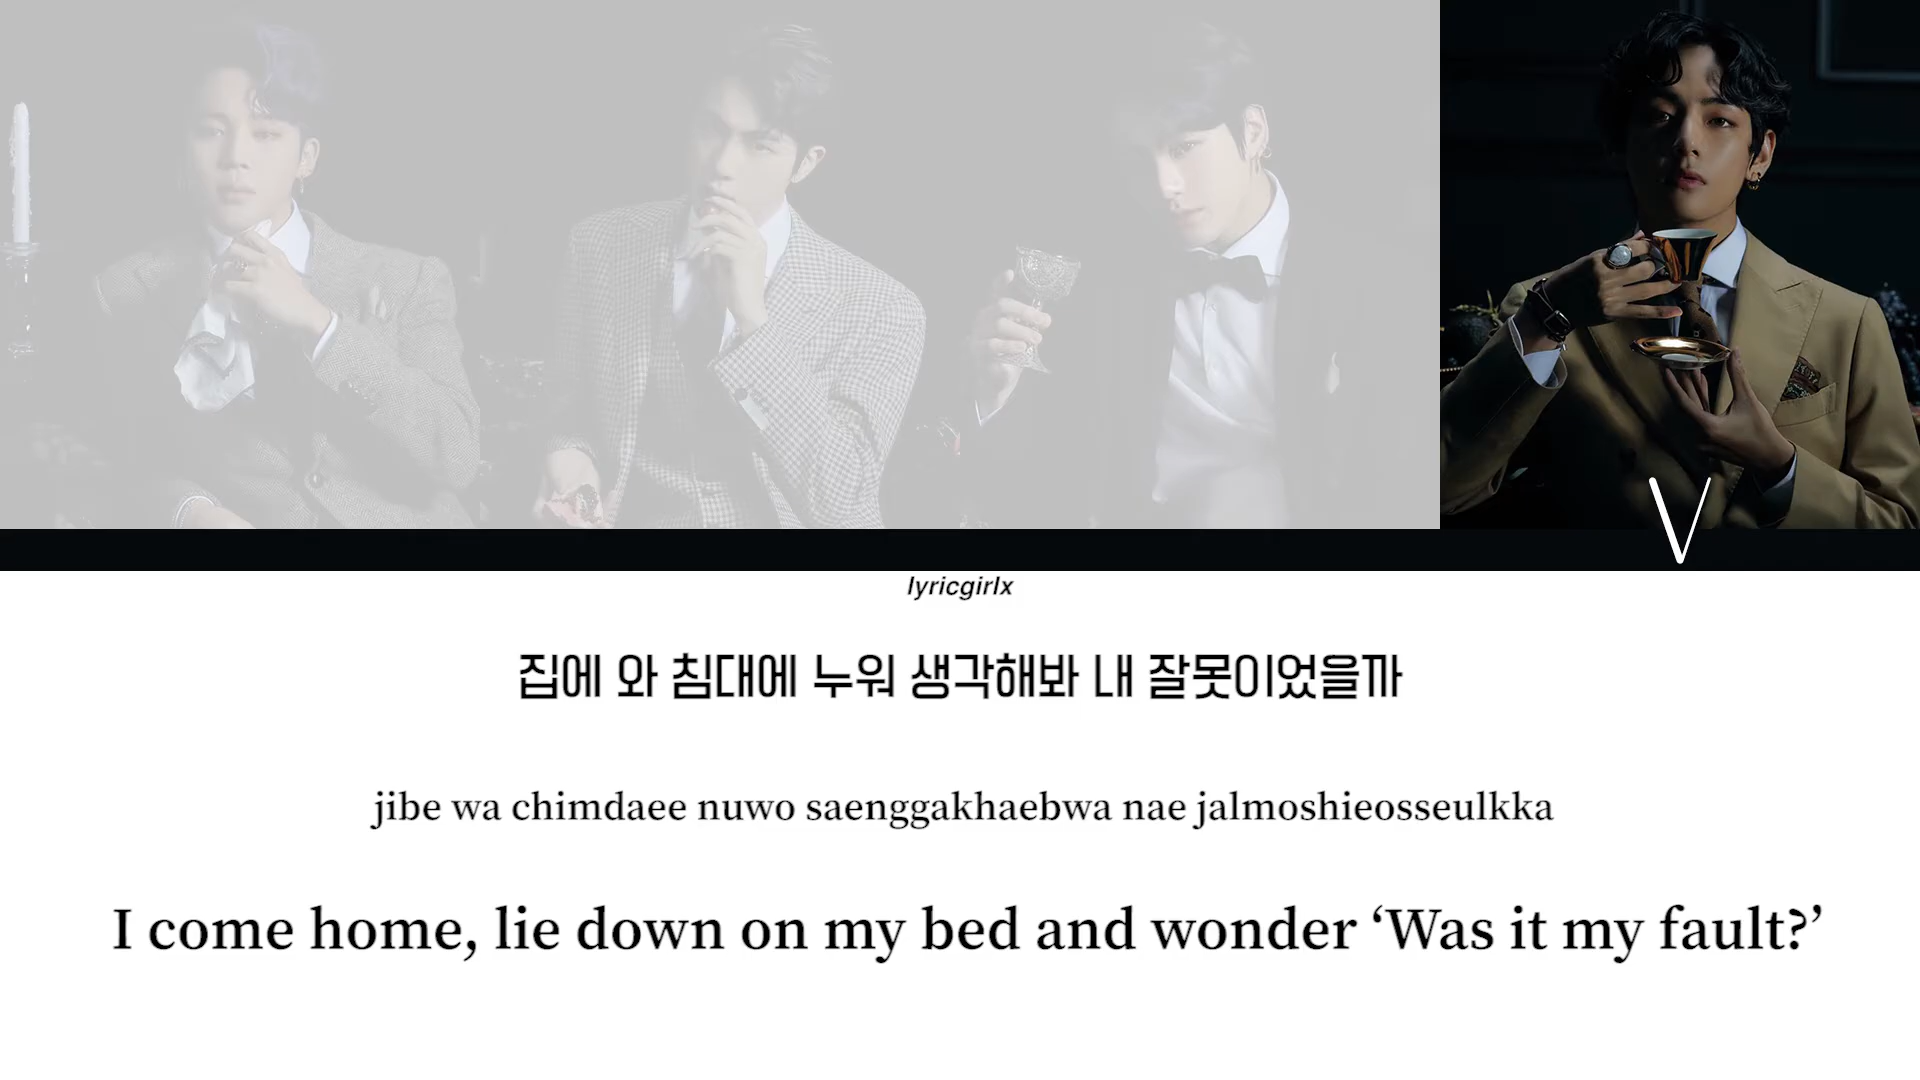 V
lyricgirlx
집에 와 침대에 누워 생각해봐 내 잘못이었을까
jibe wa chimdaee nuwo saenggakhaebwa nae jalmoshieosseulkka
I come home, lie down on my bed and wonder ‘Was it my fault?’